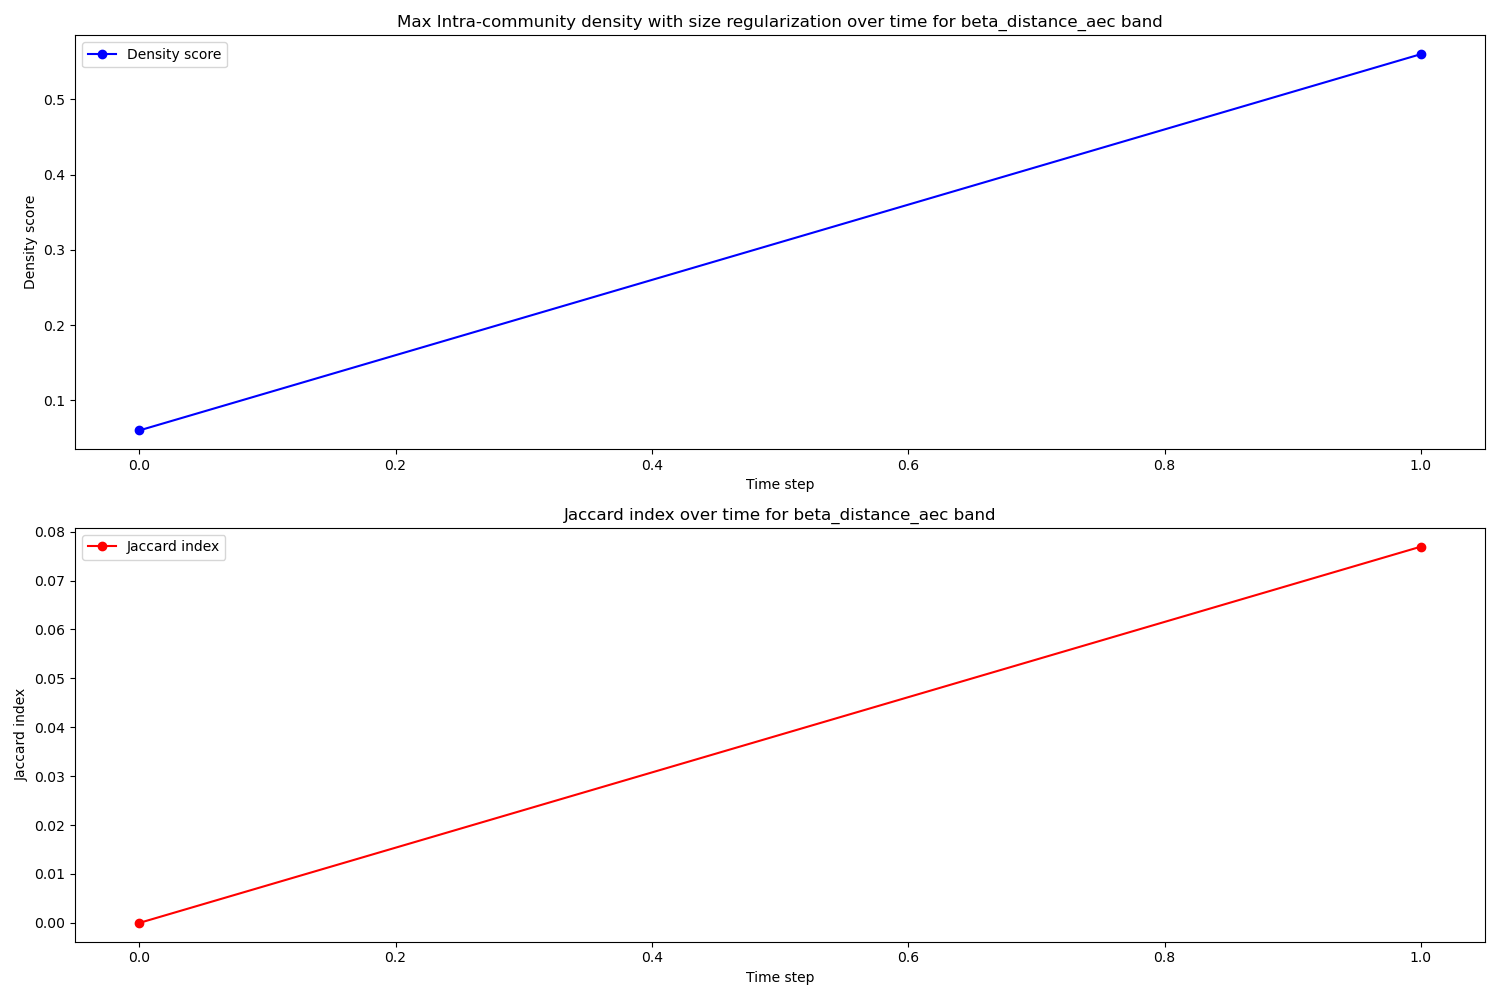 Max Intra-community density with size regularization over time for beta_distance_aec band
Density score
0.5
0.4
0.3
0.2
0.1
Density score
0.0 0.2 0.4 0.6 0.8 1.0
Time step
Jaccard index over time for beta_distance_aec band
Jaccard index
0.08
0.07
0.06
0.05
0.04
0.03
0.02
0.01
0.00
Jaccard index
0.0 0.2 0.4 0.6 0.8 1.0
Time step